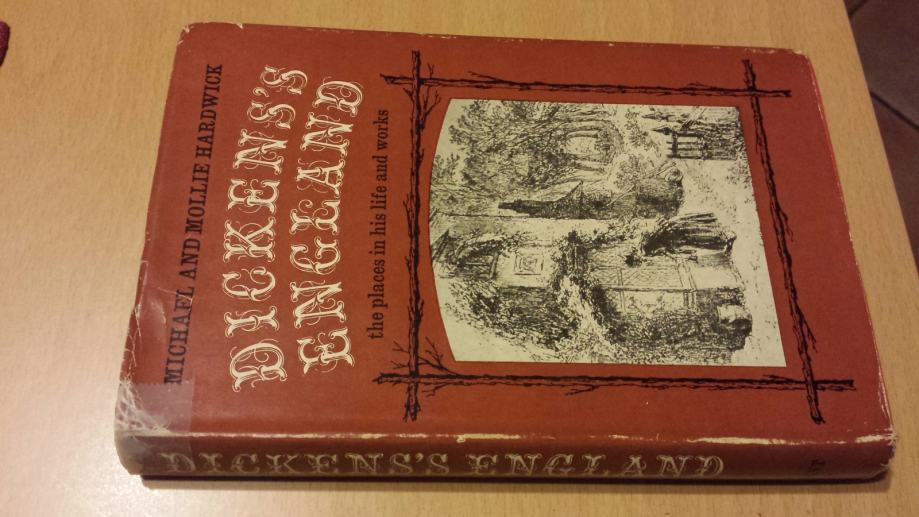 MICHAEL AND MOLLIE HARDWICK
DICKENS'S
ENGLAND
the places in his life and works
DICKENS'S ENGLAND